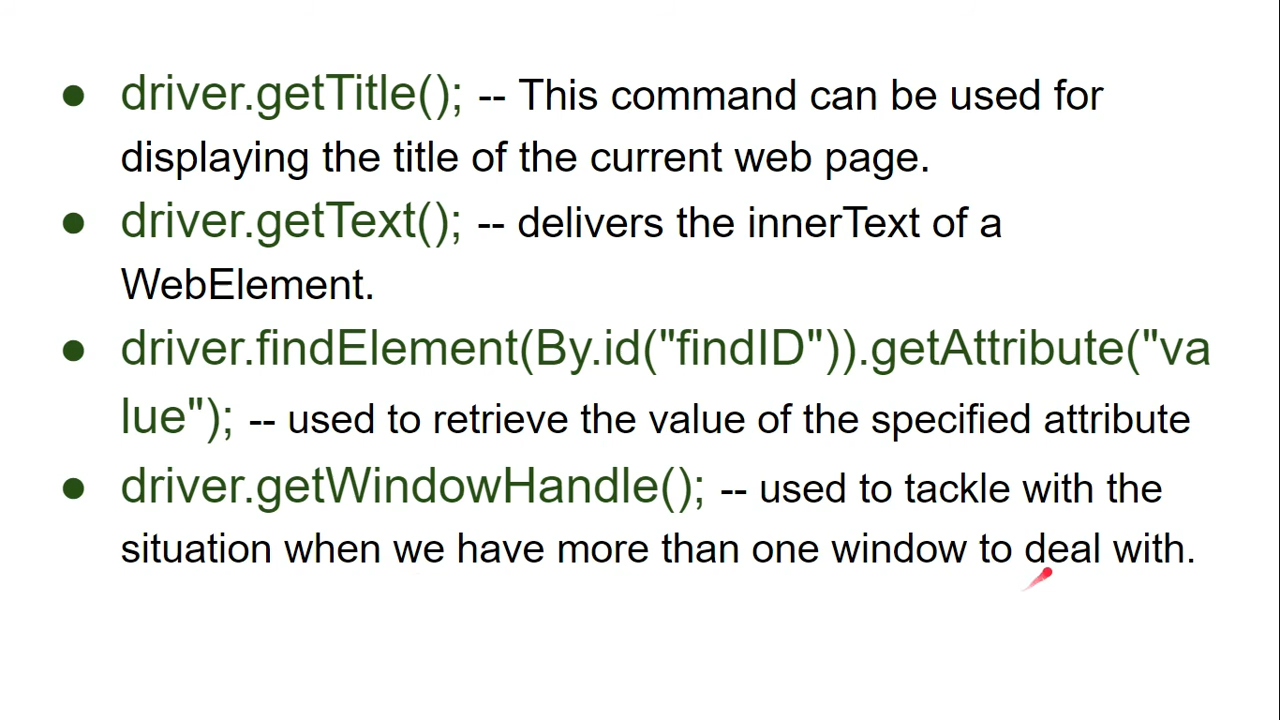 ● driver.getTitle(); -- This command can be used for
displaying the title of the current web page.
● driver.getText(); -- delivers the innerText of a
WebElement.
● driver.findElement(By.id("findID")).getAttribute("va
lue"); -- used to retrieve the value of the specified attribute
● driver.getWindowHandle(); -- used to tackle with the
situation when we have more than one window to deal with.